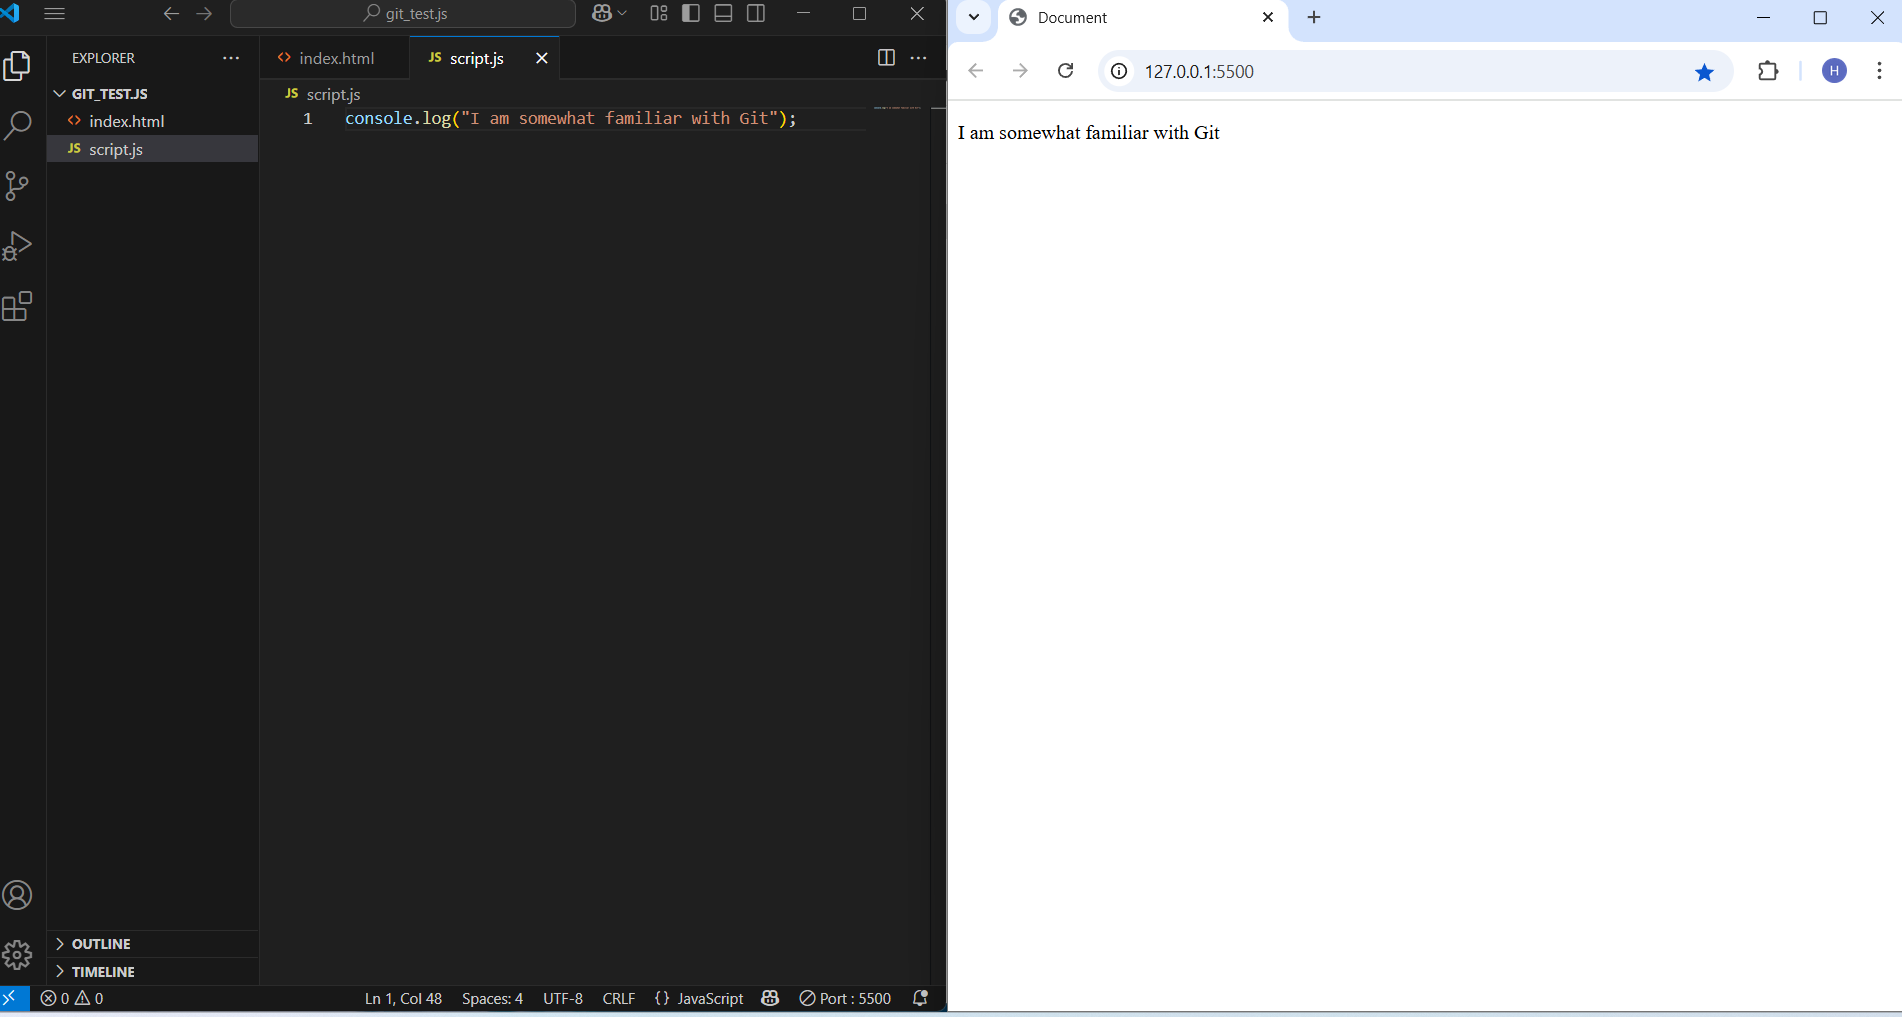 git_test.js
EXPLORER
GIT_TEST.JS
index.html
JS script.js
OUTLINE
TIMELINE
index.html
JS script.js
JS script.js
1 console.log("I am somewhat familiar with Git");
0 0
Ln 1, Col 48 Spaces: 4 UTF-8 CRLF {} JavaScript Port : 5500
Document
127.0.0.1:5500
H
I am somewhat familiar with Git